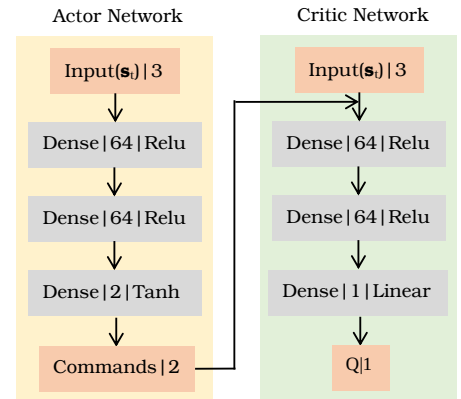 Actor Network
Input(sₜ)|3
Dense|64|Relu
Dense|64|Relu
Dense|2|Tanh
Commands|2
Critic Network
Input(sₜ)|3
Dense|64|Relu
Dense|64|Relu
Dense|1|Linear
Q|1